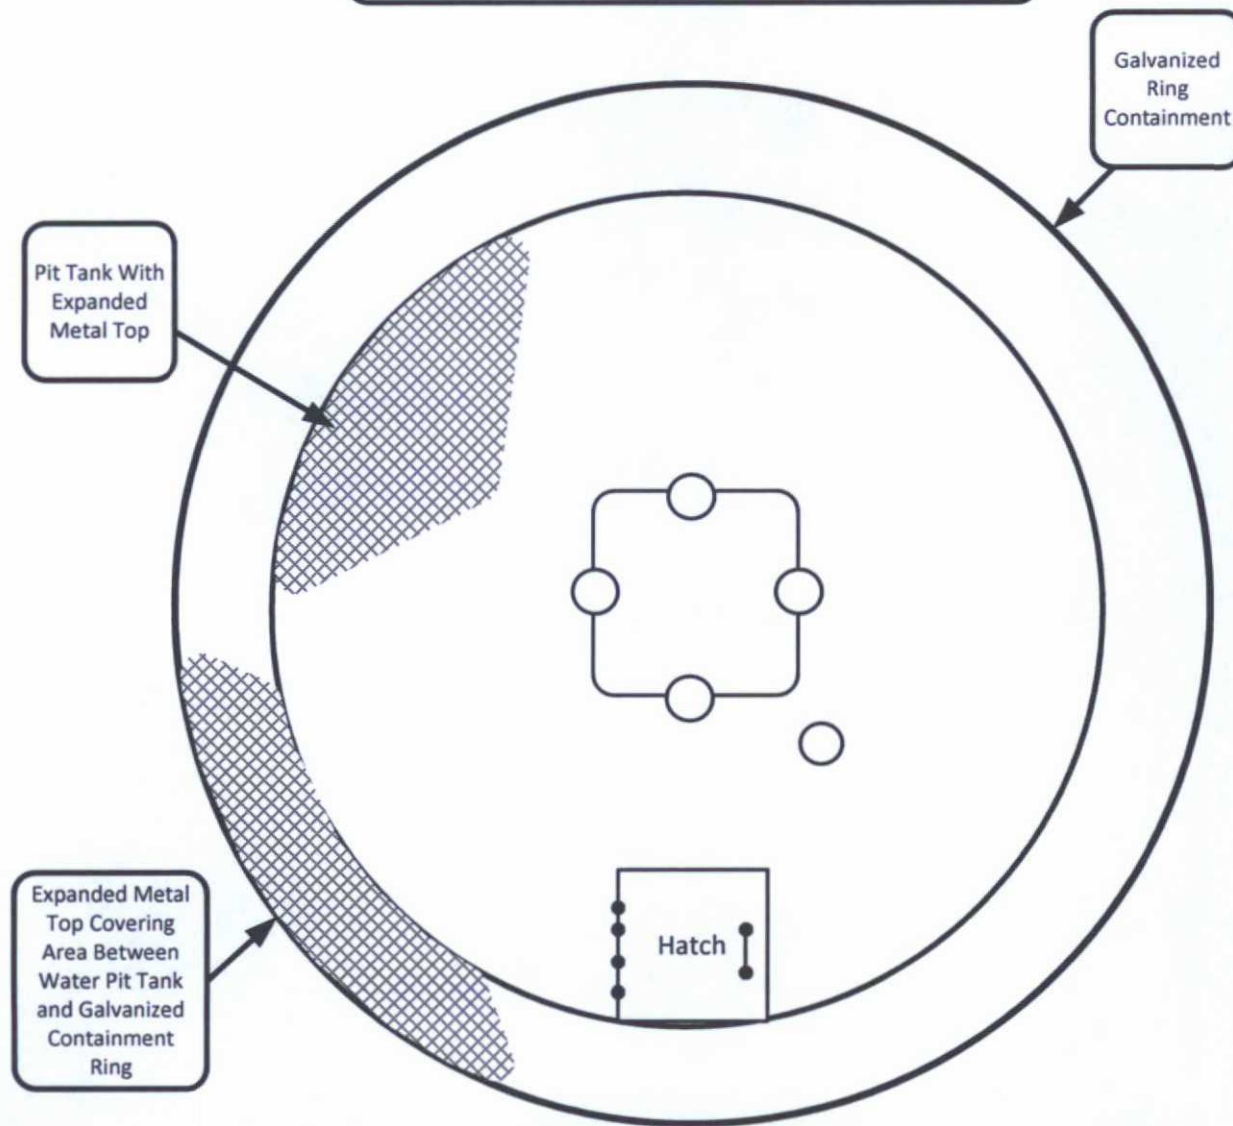 Galvanized
Ring
Containment
Pit Tank With
Expanded
Metal Top
Expanded Metal
Top Covering
Area Between
Water Pit Tank
and Galvanized
Containment
Ring
Hatch